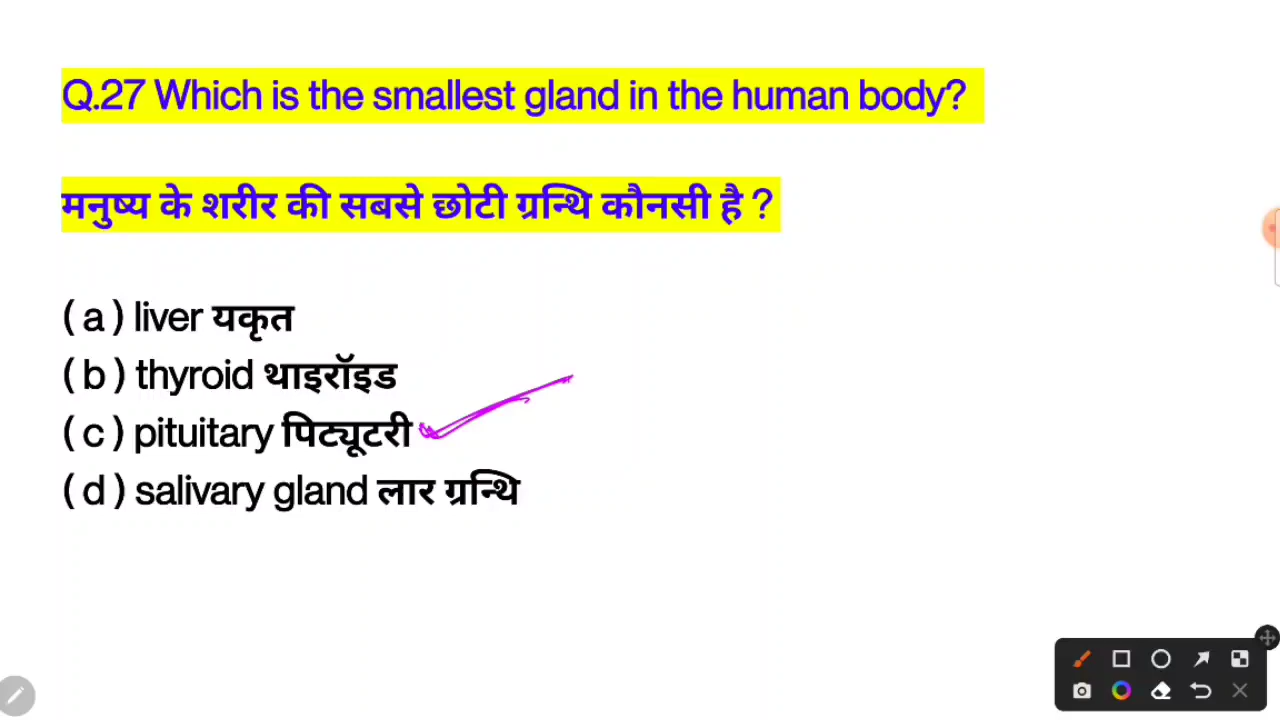 Q.27 Which is the smallest gland in the human body?
मनुष्य के शरीर की सबसे छोटी ग्रन्थि कौनसी है ?
( a ) liver यकृत
( b ) thyroid थाइरॉइड
( c ) pituitary पिट्यूटरी
( d ) salivary gland लार ग्रन्थि